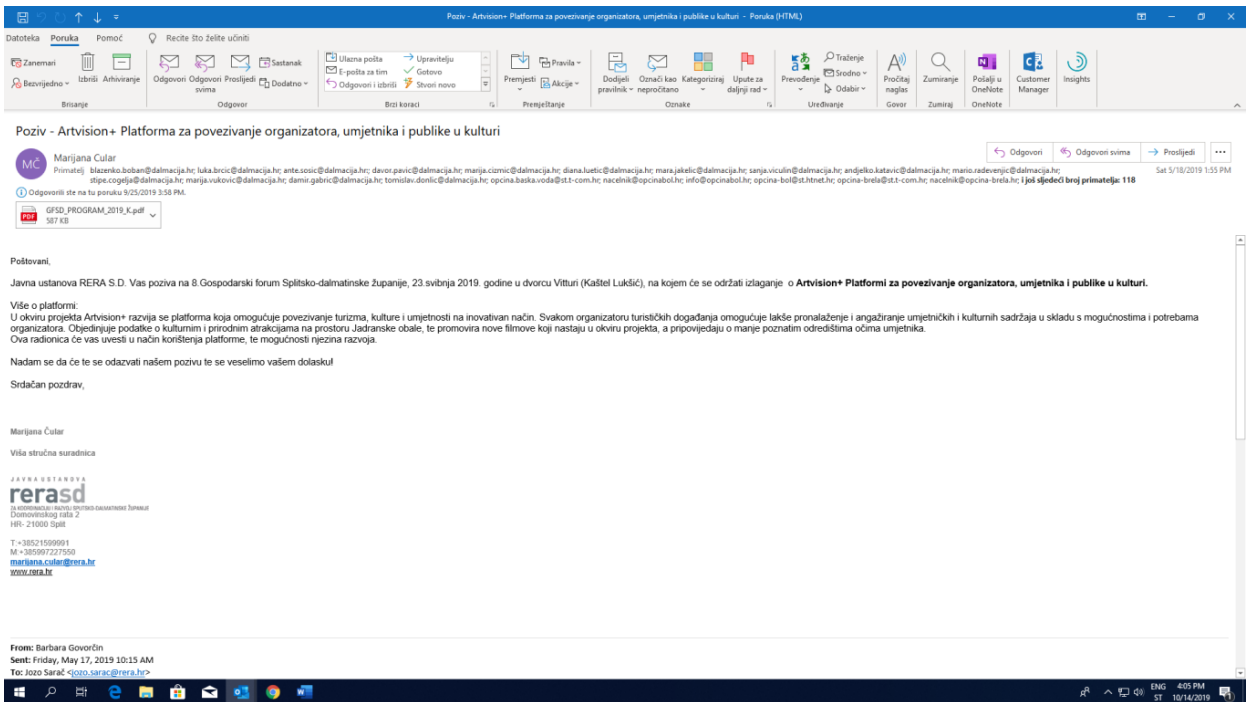 Poziv - Artvision+ Platforma za povezivanje organizatora, umjetnika i publike u kulturi - Poruka (HTML)
Datoteka Poruka Pomoć Recite što želite učiniti
Zanemari
Bezvrijedno
Izbriši Arhiviranje
Brisanje
Odgovori Odgovori svima Proslijedi
Sastanak
Dodatno
Odgovor
Ulazna pošta
E-pošta za tim
Odgovori i izbriši
Upravitelju
Gotovo
Stvori novo
Brzi koraci
Premjesti
Pravila
Akcije
Premještanje
Dodijeli pravilnik Označi kao nepročitano Kategoriziraj Upute za daljnji rad
Oznake
Prevođenje
Traženje
Srodno
Odabir
Uređivanje
Pročitaj naglas
Govor
Zumiranje
Zumiraj
Pošalji u OneNote
OneNote
Customer Manager
Insights
Poziv - Artvision+ Platforma za povezivanje organizatora, umjetnika i publike u kulturi
MČ
Marijana Cular
Odgovori Odgovori svima Proslijedi
Sat 5/18/2019 1:55 PM
Primatelj blazenko.boban@dalmacija.hr; luka.brcic@dalmacija.hr; ante.sosic@dalmacija.hr; davor.pavic@dalmacija.hr; marija.cizmic@dalmacija.hr; diana.luetic@dalmacija.hr; mara.jakelic@dalmacija.hr; sanja.viculin@dalmacija.hr; andjelko.katavic@dalmacija.hr; mario.radevenjic@dalmacija.hr;
stipe.cogelja@dalmacija.hr; marija.vukovic@dalmacija.hr; damir.gabric@dalmacija.hr; tomislav.donlic@dalmacija.hr; opcina.baska.voda@st.t-com.hr; nacelnik@opcinabol.hr; info@opcinabol.hr; opcina-bol@st.htnet.hr; opcina-brela@st.t-com.hr; nacelnik@opcina-brela.hr; i još sljedeći broj primatelja: 118
Odgovorili ste na tu poruku 9/25/2019 3:58 PM.
PDF
GFSD_PROGRAM_2019_K.pdf
587 KB
Poštovani,
Javna ustanova RERA S.D. Vas poziva na 8.Gospodarski forum Splitsko-dalmatinske županije, 23.svibnja 2019. godine u dvorcu Vitturi (Kaštel Lukšić), na kojem će se održati izlaganje o Artvision+ Platformi za povezivanje organizatora, umjetnika i publike u kulturi.
Više o platformi:
U okviru projekta Artvision+ razvija se platforma koja omogućuje povezivanje turizma, kulture i umjetnosti na inovativan način. Svakom organizatoru turističkih događanja omogućuje lakše pronalaženje i angažiranje umjetničkih i kulturnih sadržaja u skladu s mogućnostima i potrebama
organizatora. Objedinjuje podatke o kulturnim i prirodnim atrakcijama na prostoru Jadranske obale, te promovira nove filmove koji nastaju u okviru projekta, a pripovijedaju o manje poznatim odredištima očima umjetnika.
Ova radionica će vas uvesti u način korištenja platforme, te mogućnosti njezina razvoja.
Nadam se da će te se odazvati našem pozivu te se veselimo vašem dolasku!
Srdačan pozdrav,
Marijana Čular
Viša stručna suradnica
JAVNA USTANOVA
rerasd
ZA KOORDINACIJU I RAZVOJ SPLITSKO-DALMATINSKE ŽUPANIJE
Domovinskog rata 2
HR- 21000 Split
T:+38521599991
M:+385997227550
marijana.cular@rera.hr
www.rera.hr
From: Barbara Govorčin
Sent: Friday, May 17, 2019 10:15 AM
To: Jozo Sarač <jozo.sarac@rera.hr>
ENG 4:05 PM
ST 10/14/2019